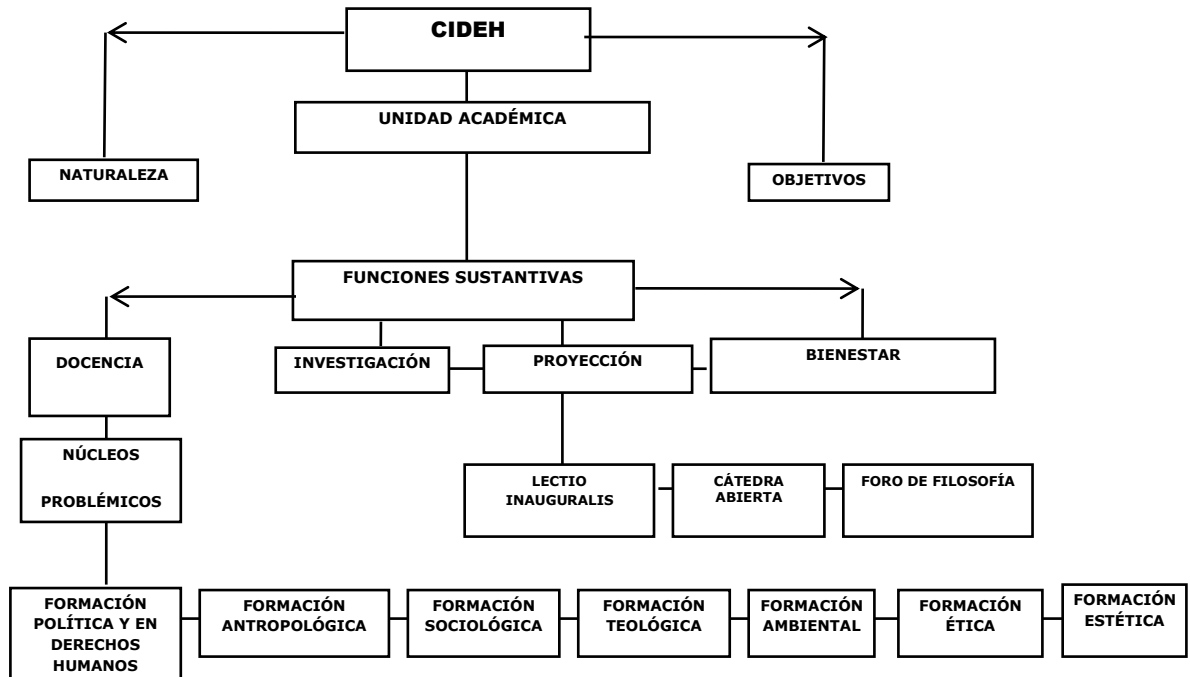 CIDEH
UNIDAD ACADÉMICA
NATURALEZA
OBJETIVOS
FUNCIONES SUSTANTIVAS
DOCENCIA
INVESTIGACIÓN
PROYECCIÓN
BIENESTAR
NÚCLEOS
PROBLÉMICOS
LECTIO
INAUGURALIS
CÁTEDRA
ABIERTA
FORO DE FILOSOFÍA
FORMACIÓN
POLÍTICA Y EN
DERECHOS
HUMANOS
FORMACIÓN
ANTROPOLÓGICA
FORMACIÓN
SOCIOLÓGICA
FORMACIÓN
TEOLÓGICA
FORMACIÓN
AMBIENTAL
FORMACIÓN
ÉTICA
FORMACIÓN
ESTÉTICA